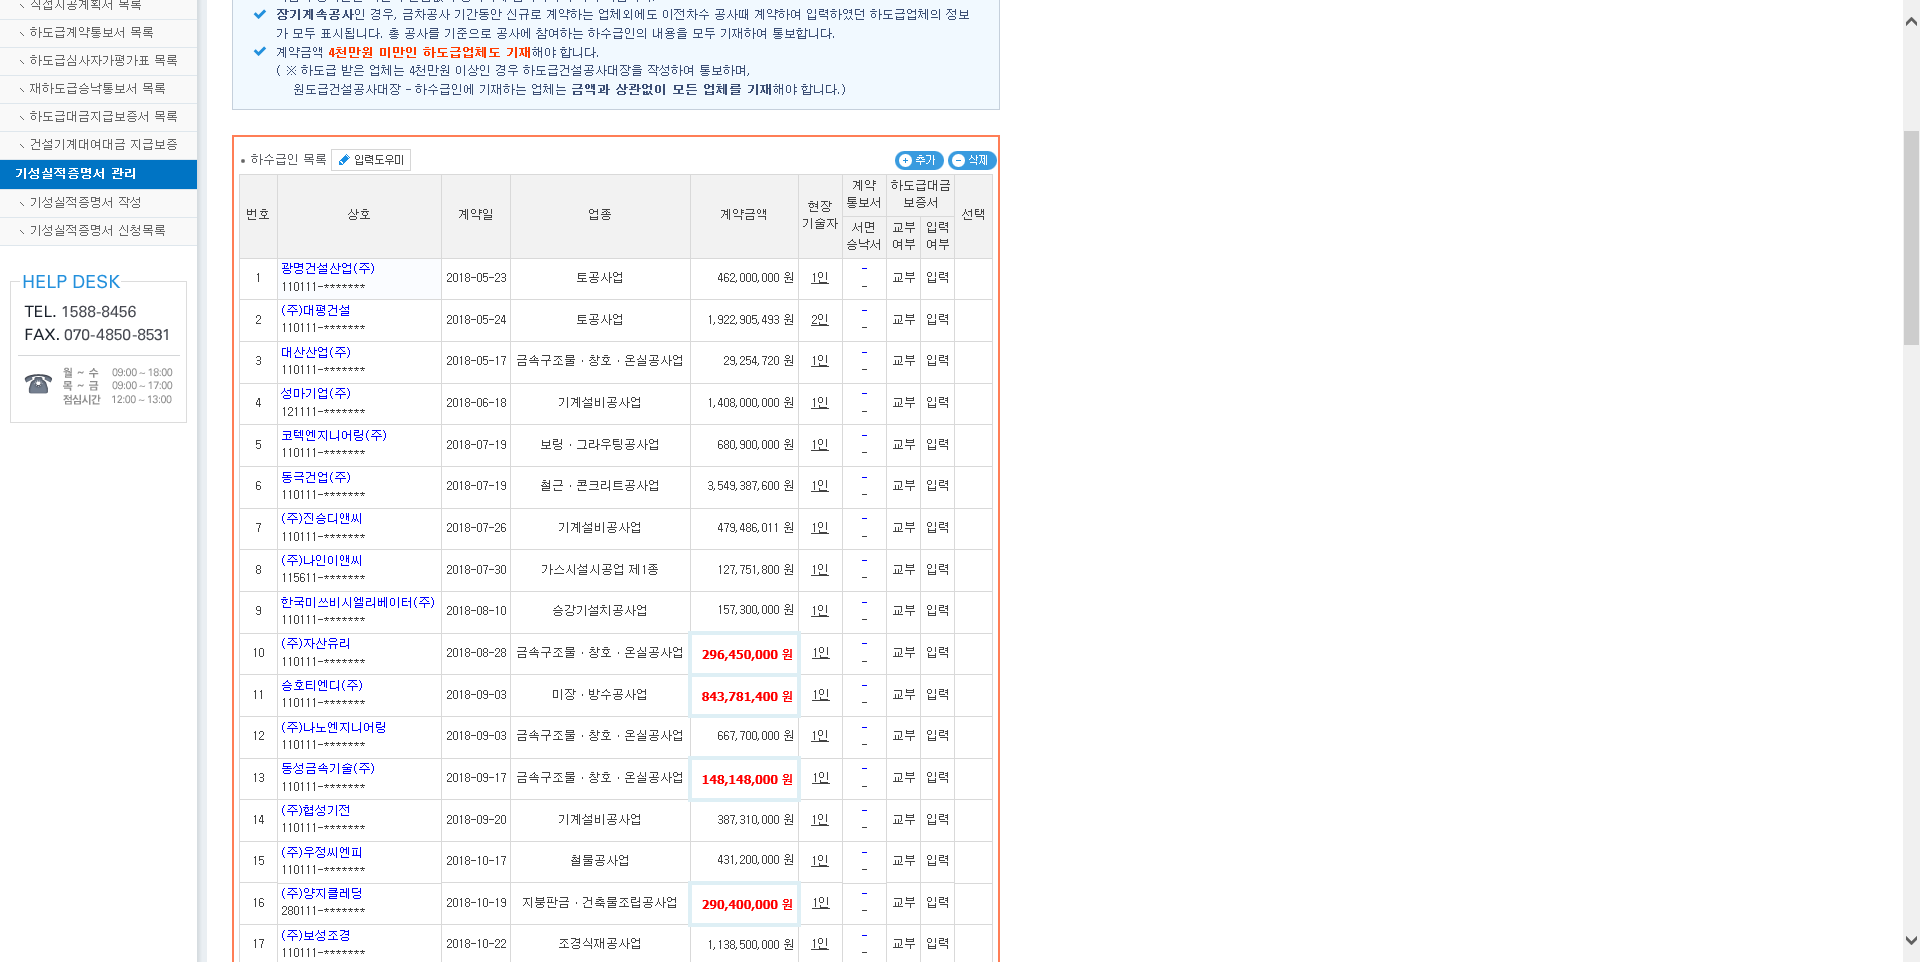 직접시공계획서 목록
하도급계약통보서 목록
하도급심사자가평가표 목록
재하도급승낙통보서 목록
하도급대금지급보증서 목록
건설기계대여대금 지급보증
기성실적증명서 관리
기성실적증명서 작성
기성실적증명서 신청목록
HELP DESK
TEL. 1588-8456
FAX. 070-4850-8531
월 ~ 수 09:00 ~ 18:00
목 ~ 금 09:00 ~ 17:00
점심시간 12:00 ~ 13:00
장기계속공사인 경우, 금차공사 기간동안 신규로 계약하는 업체외에도 이전차수 공사때 계약하여 입력하였던 하도급업체의 정보
가 모두 표시됩니다. 총 공사를 기준으로 공사에 참여하는 하수급인의 내용을 모두 기재하여 통보합니다.
계약금액 4천만원 미만인 하도급업체도 기재해야 합니다.
( ※ 하도급 받은 업체는 4천만원 이상인 경우 하도급건설공사대장을 작성하여 통보하며,
원도급건설공사대장 - 하수급인에 기재하는 업체는 금액과 상관없이 모든 업체를 기재해야 합니다.)
하수급인 목록 입력도우미 추가 삭제
번호 상호 계약일 업종 계약금액 현장 기술자 계약 통보서 하도급대금 보증서 선택
서면 승낙서 교부 여부 입력 여부
1 광명건설산업(주) 110111-******* 2018-05-23 토공사업 462,000,000 원 1인 - - 교부 입력
2 (주)대평건설 110111-******* 2018-05-24 토공사업 1,922,905,493 원 2인 - - 교부 입력
3 대산산업(주) 110111-******* 2018-05-17 금속구조물 · 창호 · 온실공사업 29,254,720 원 1인 - - 교부 입력
4 성마기업(주) 121111-******* 2018-06-18 기계설비공사업 1,408,000,000 원 1인 - - 교부 입력
5 코텍엔지니어링(주) 110111-******* 2018-07-19 보링 · 그라우팅공사업 680,900,000 원 1인 - - 교부 입력
6 동극건업(주) 110111-******* 2018-07-19 철근 · 콘크리트공사업 3,549,387,600 원 1인 - - 교부 입력
7 (주)진승디앤씨 110111-******* 2018-07-26 기계설비공사업 479,486,011 원 1인 - - 교부 입력
8 (주)나인이앤씨 115611-******* 2018-07-30 가스시설시공업 제1종 127,751,800 원 1인 - - 교부 입력
9 한국미쓰비시엘리베이터(주) 110111-******* 2018-08-10 승강기설치공사업 157,300,000 원 1인 - - 교부 입력
10 (주)자산유리 110111-******* 2018-08-28 금속구조물 · 창호 · 온실공사업 296,450,000 원 1인 - - 교부 입력
11 승호티엔디(주) 110111-******* 2018-09-03 미장 · 방수공사업 843,781,400 원 1인 - - 교부 입력
12 (주)나노엔지니어링 110111-******* 2018-09-03 금속구조물 · 창호 · 온실공사업 667,700,000 원 1인 - - 교부 입력
13 동성금속기술(주) 110111-******* 2018-09-17 금속구조물 · 창호 · 온실공사업 148,148,000 원 1인 - - 교부 입력
14 (주)협성기전 110111-******* 2018-09-20 기계설비공사업 387,310,000 원 1인 - - 교부 입력
15 (주)우정씨엔피 110111-******* 2018-10-17 철물공사업 431,200,000 원 1인 - - 교부 입력
16 (주)양지클레딩 280111-******* 2018-10-19 지붕판금 · 건축물조립공사업 290,400,000 원 1인 - - 교부 입력
17 (주)보성조경 110111-******* 2018-10-22 조경식재공사업 1,138,500,000 원 1인 - - 교부 입력